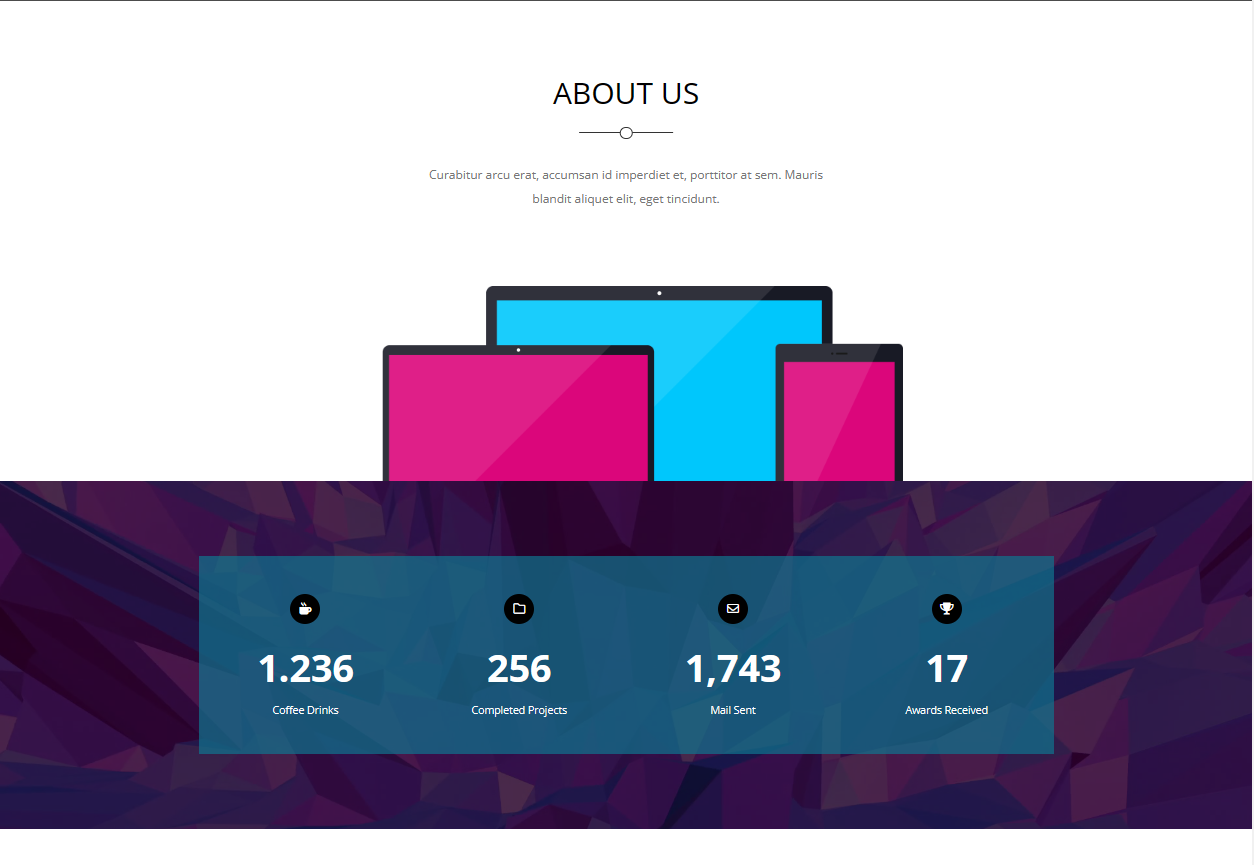 ABOUT US
Curabitur arcu erat, accumsan id imperdiet et, porttitor at sem. Mauris
blandit aliquet elit, eget tincidunt.
1.236
256
1,743
17
Coffee Drinks
Completed Projects
Mail Sent
Awards Received